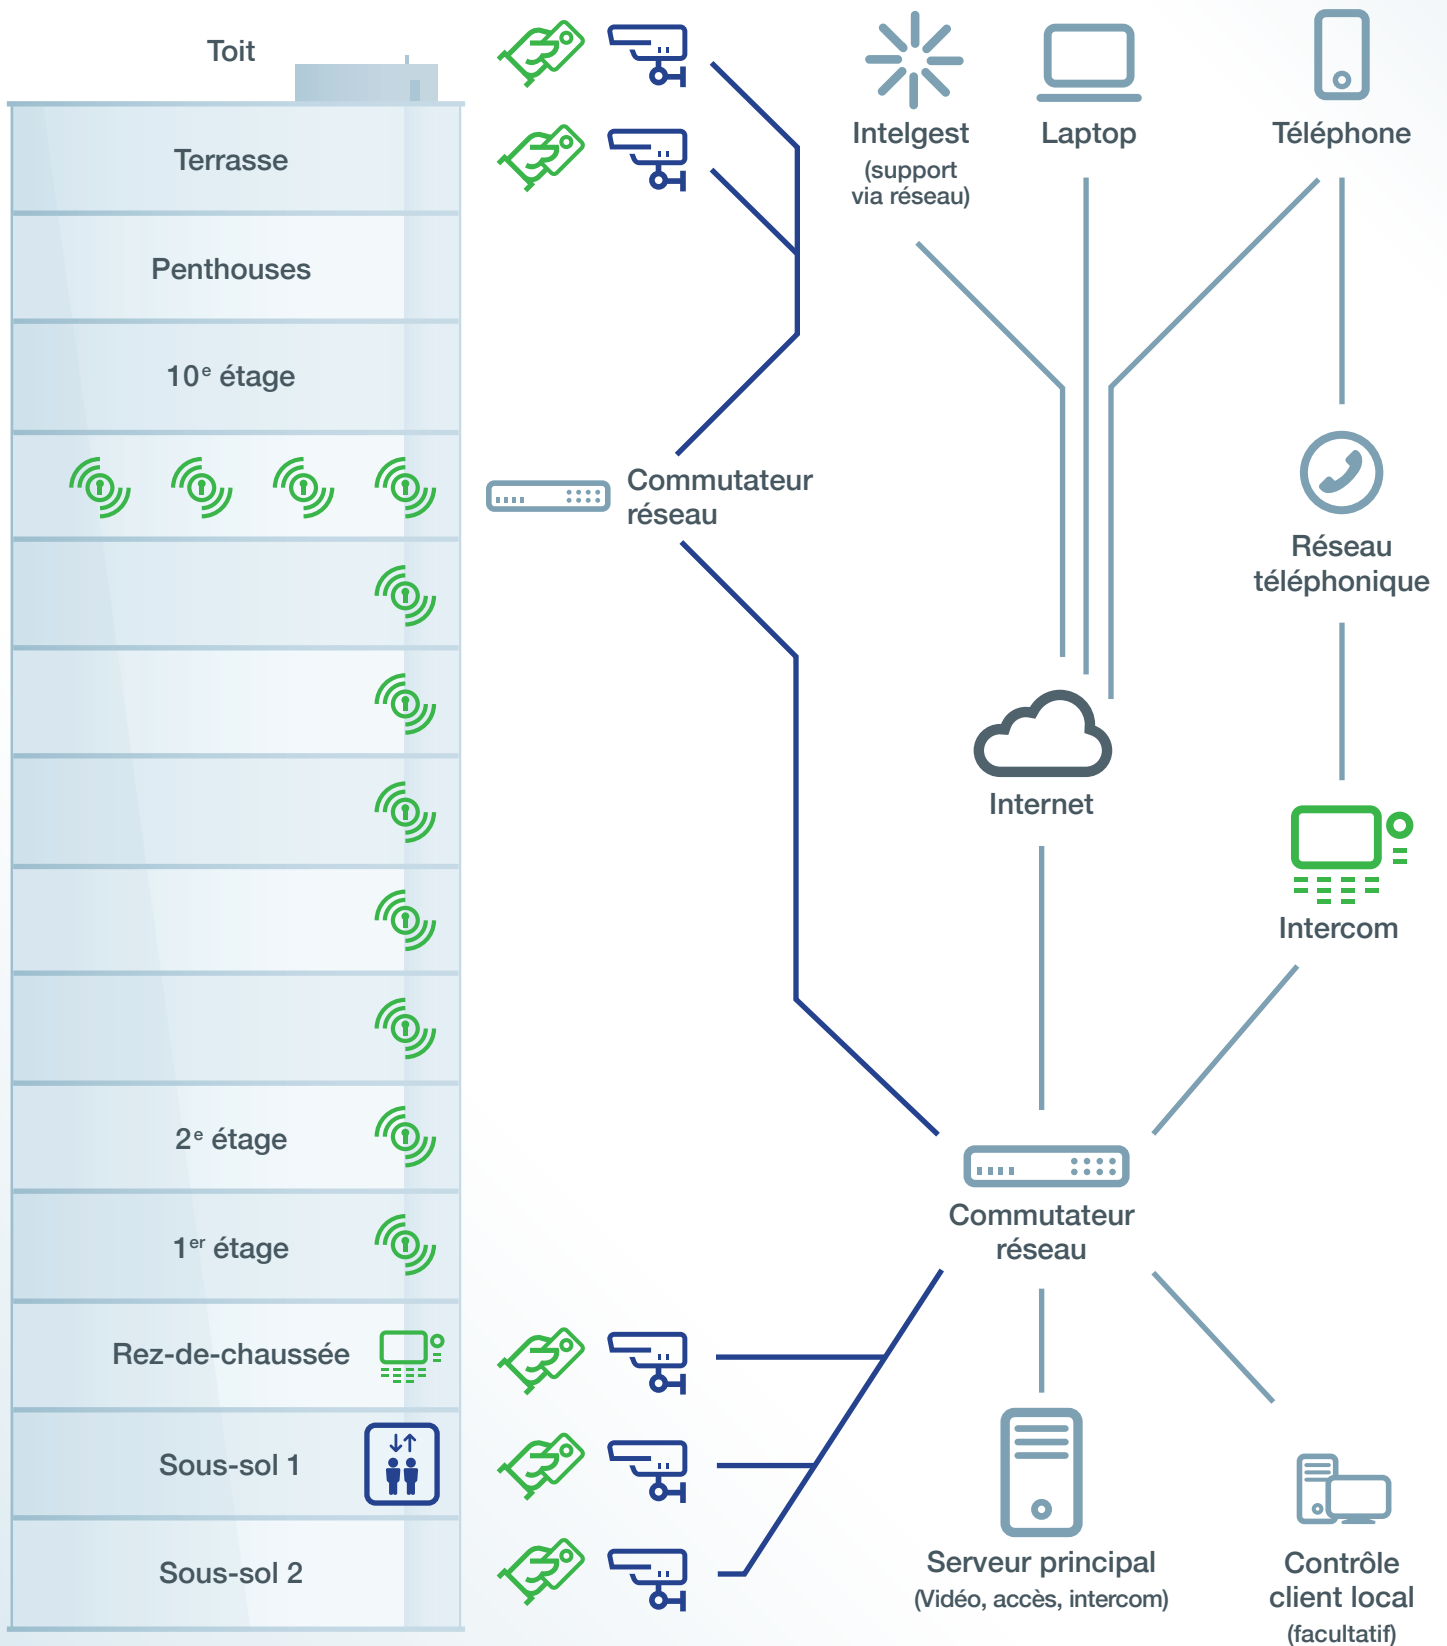 Toit
Terrasse
Penthouses
10e étage
2e étage
1er étage
Rez-de-chaussée
Sous-sol 1
Sous-sol 2
Commutateur
réseau
Intelgest
(support
via réseau)
Laptop
Téléphone
Réseau
téléphonique
Internet
Intercom
Commutateur
réseau
Serveur principal
(Vidéo, accès, intercom)
Contrôle
client local
(facultatif)